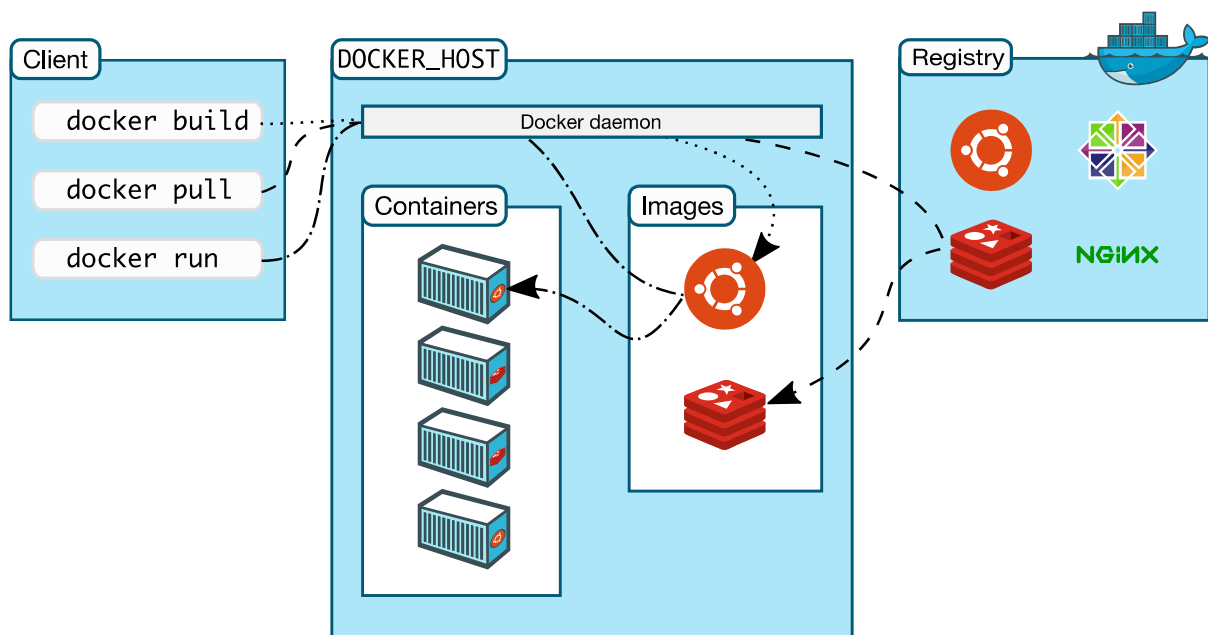 Client
docker build
docker pull
docker run
DOCKER_HOST
Docker daemon
Containers
Images
Registry
NGiNX